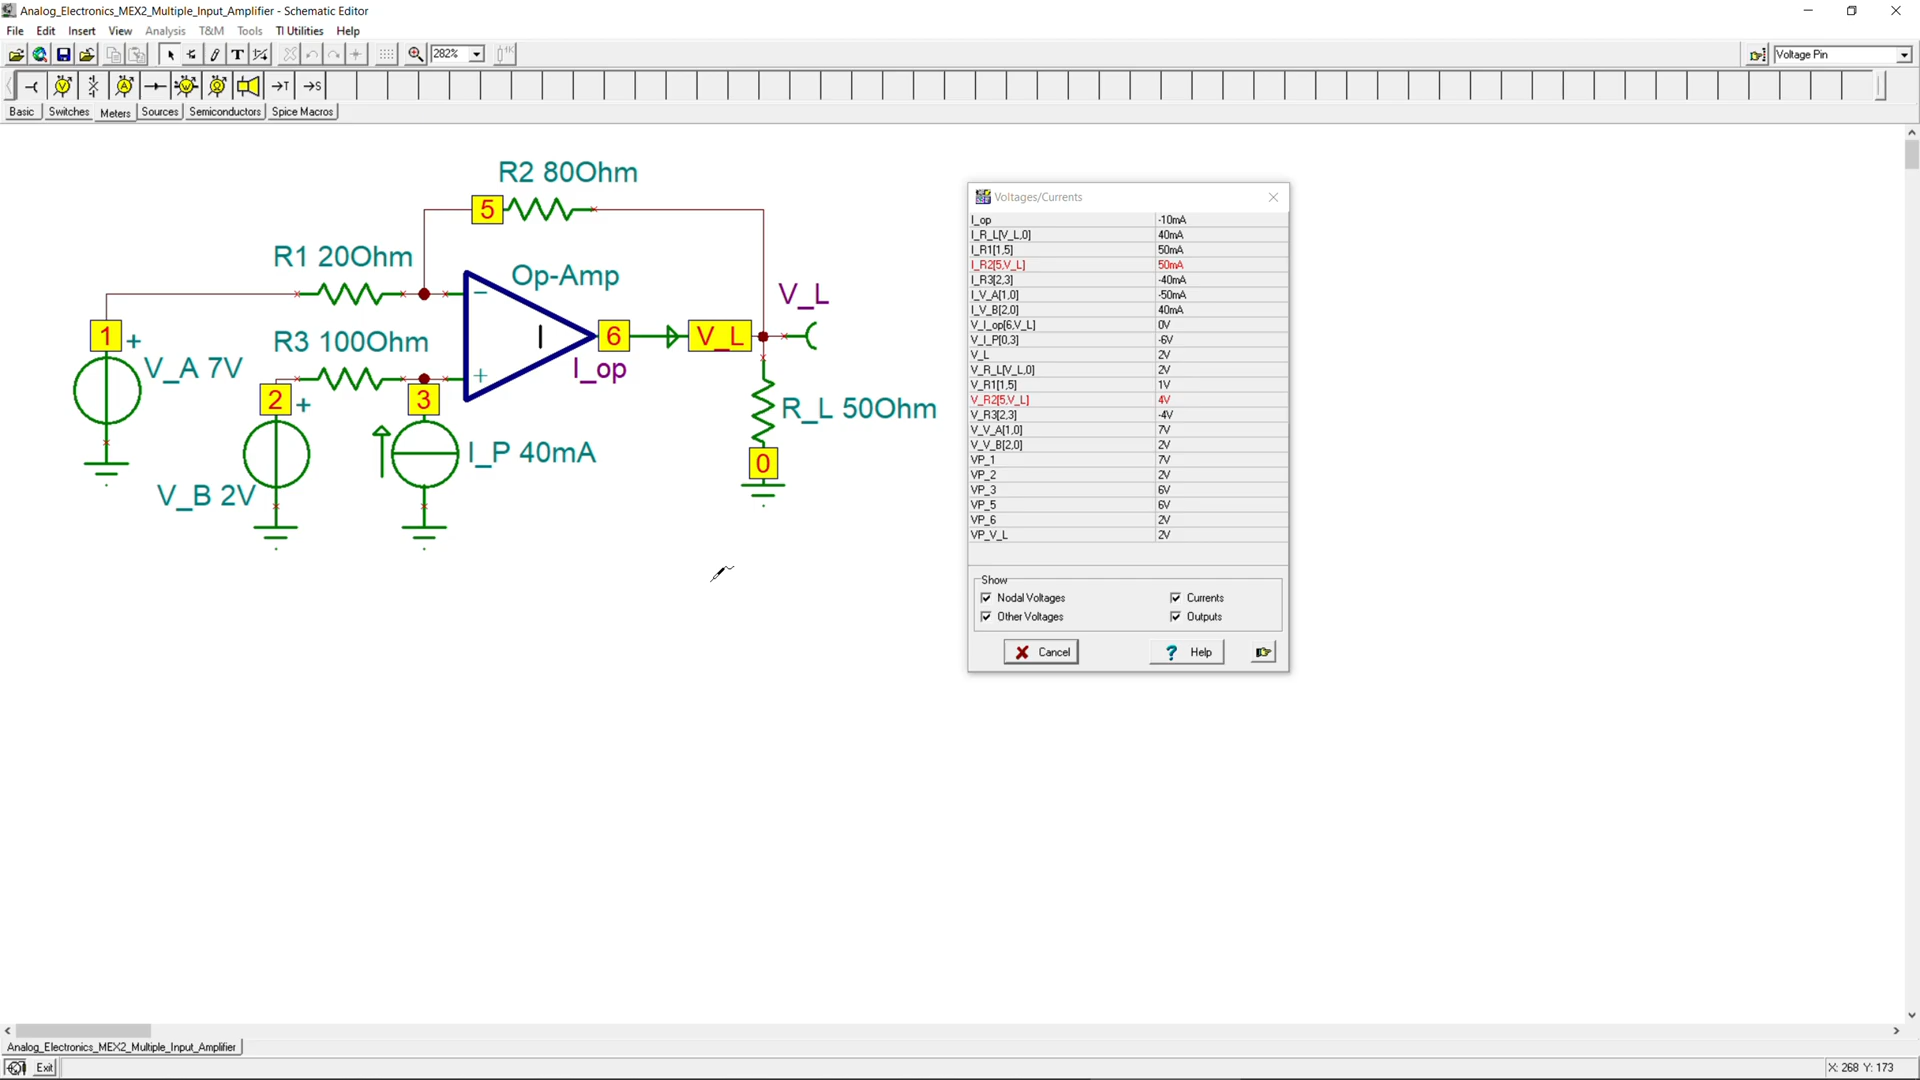 Analog_Electronics_MEX2_Multiple_Input_Amplifier - Schematic Editor
File Edit Insert View Analysis T&M Tools TI Utilities Help
T 282% Voltage Pin
V A W Ω →T →S
Basic Switches Meters Sources Semiconductors Spice Macros
R2 80Ohm
5
R1 20Ohm
Op-Amp
V_L
1 +
R3 100Ohm
I
6
V_L
V_A 7V
I_op
2 +
3
R_L 50Ohm
I_P 40mA
0
V_B 2V
Voltages/Currents
I_op -10mA
I_R_L[V_L,0] 40mA
I_R1[1,5] 50mA
I_R2[5,V_L] 50mA
I_R3[2,3] -40mA
I_V_A[1,0] -50mA
I_V_B[2,0] 40mA
V_I_op[6,V_L] 0V
V_I_P[0,3] -6V
V_L 2V
V_R_L[V_L,0] 2V
V_R1[1,5] 1V
V_R2[5,V_L] 4V
V_R3[2,3] -4V
V_V_A[1,0] 7V
V_V_B[2,0] 2V
VP_1 7V
VP_2 2V
VP_3 6V
VP_5 6V
VP_6 2V
VP_V_L 2V
Show
Nodal Voltages Currents
Other Voltages Outputs
Cancel ? Help
Analog_Electronics_MEX2_Multiple_Input_Amplifier
Exit X: 268 Y: 173